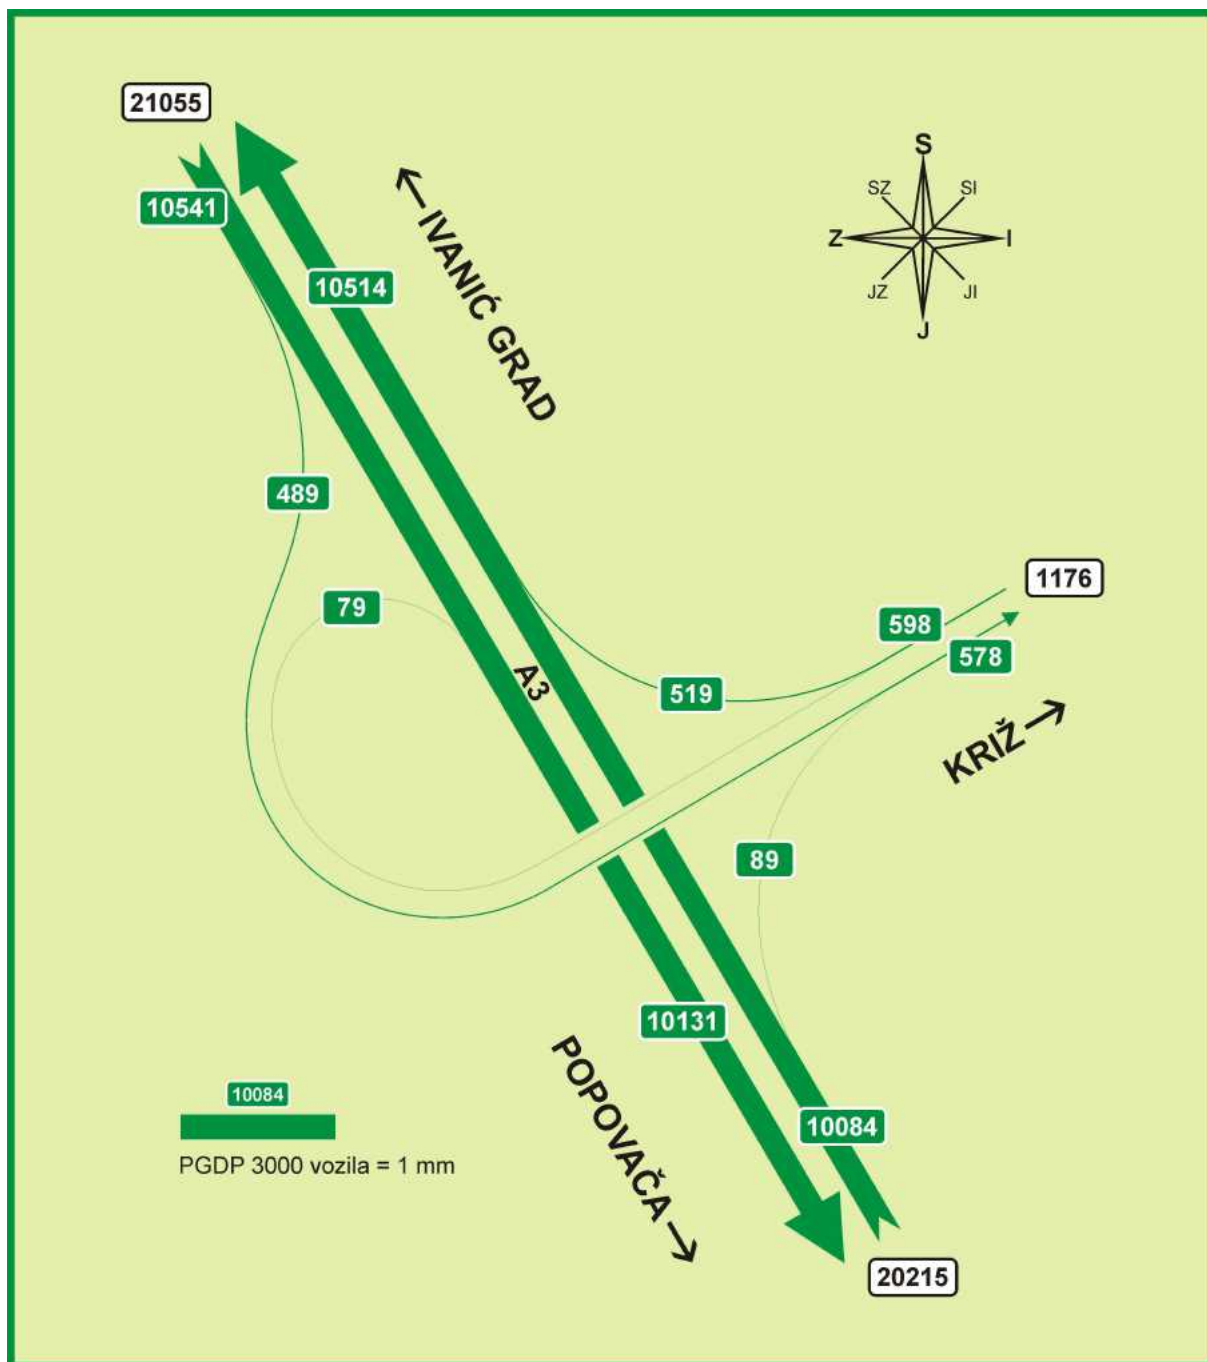 21055
S
SZ
SI
10541
← IVANIĆ GRAD
Z
I
10514
JZ
JI
J
489
1176
79
598
578
A3
519
KRIŽ →
89
10131
POPOVAČA →
10084
10084
PGDP 3000 vozila = 1 mm
20215